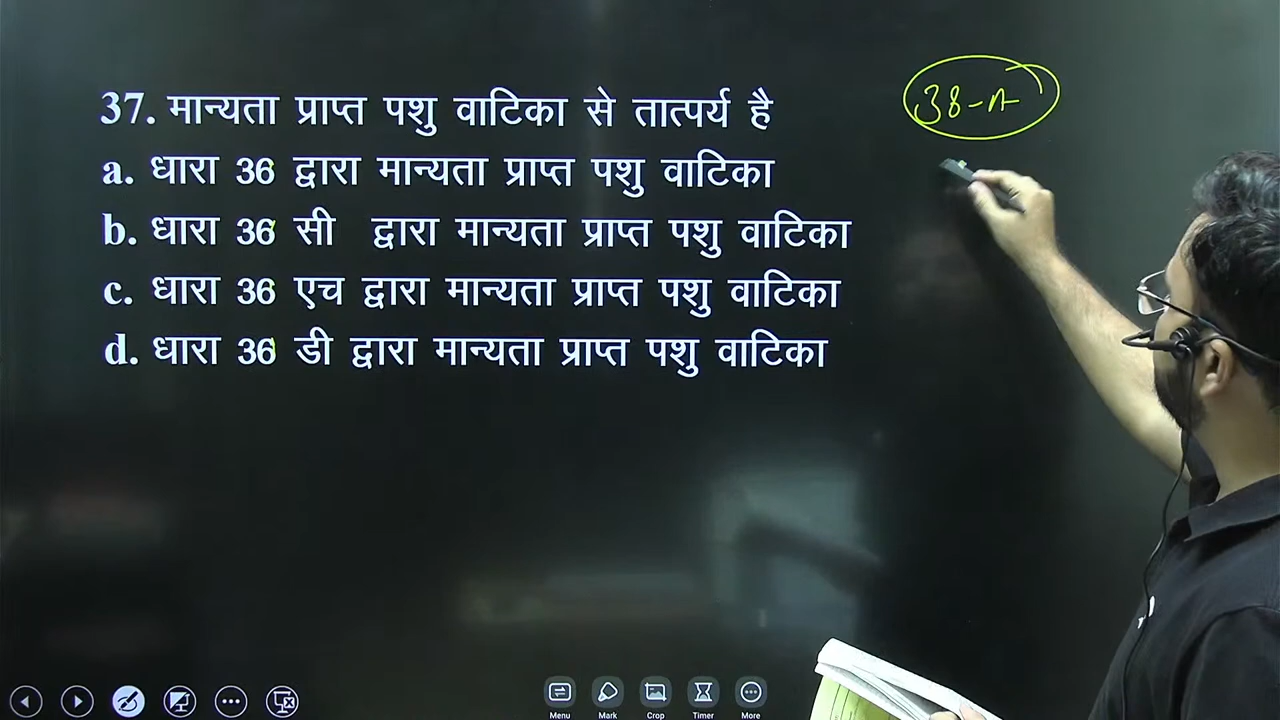 37. मान्यता प्राप्त पशु वाटिका से तात्पर्य है
38-A
a. धारा 36 द्वारा मान्यता प्राप्त पशु वाटिका
b. धारा 36 सी द्वारा मान्यता प्राप्त पशु वाटिका
c. धारा 36 एच द्वारा मान्यता प्राप्त पशु वाटिका
d. धारा 36 डी द्वारा मान्यता प्राप्त पशु वाटिका
Menu Mark Crop Timer More